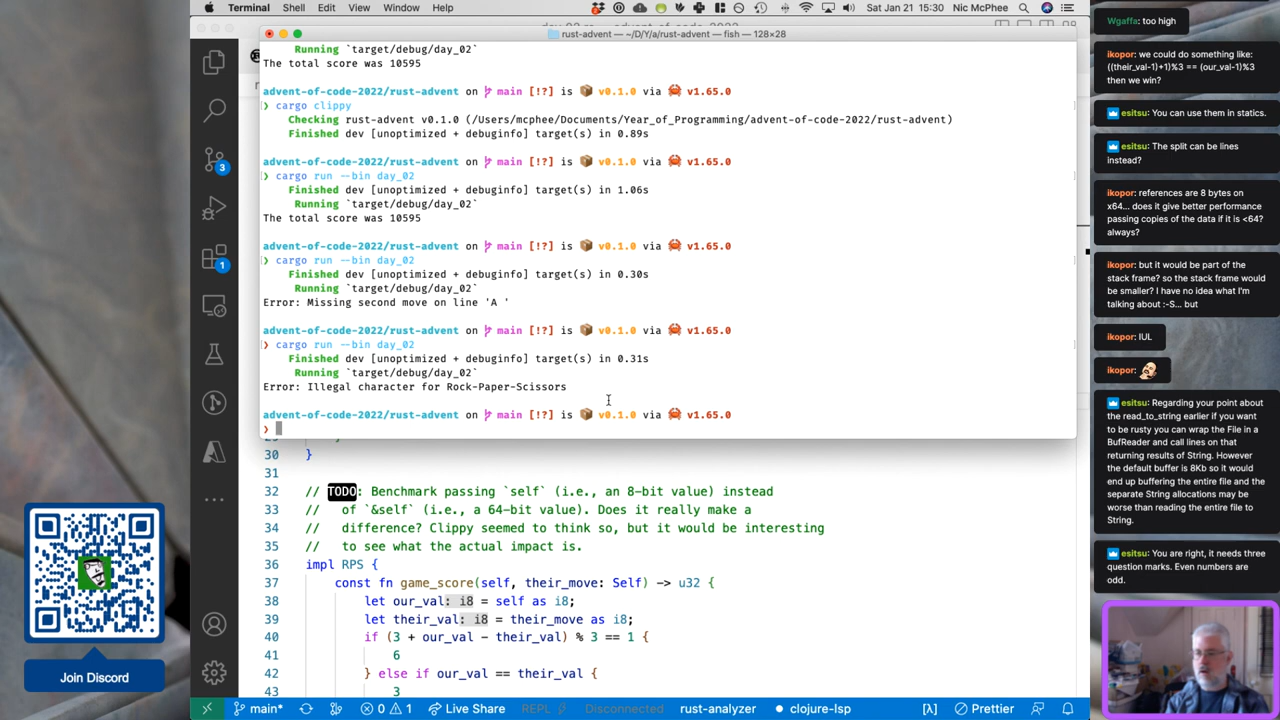 Terminal Shell Edit View Window Help
Sat Jan 21 15:30 Nic McPhee
rust-advent — ~/D/Y/a/rust-advent — fish — 128×28
Running `target/debug/day_02`
The total score was 10595
advent-of-code-2022/rust-advent on main [!?] is v0.1.0 via v1.65.0
❯ cargo clippy
Checking rust-advent v0.1.0 (/Users/mcphee/Documents/Year_of_Programming/advent-of-code-2022/rust-advent)
Finished dev [unoptimized + debuginfo] target(s) in 0.89s
advent-of-code-2022/rust-advent on main [!?] is v0.1.0 via v1.65.0
❯ cargo run --bin day_02
Finished dev [unoptimized + debuginfo] target(s) in 1.06s
Running `target/debug/day_02`
The total score was 10595
advent-of-code-2022/rust-advent on main [!?] is v0.1.0 via v1.65.0
❯ cargo run --bin day_02
Finished dev [unoptimized + debuginfo] target(s) in 0.30s
Running `target/debug/day_02`
Error: Missing second move on line 'A '
advent-of-code-2022/rust-advent on main [!?] is v0.1.0 via v1.65.0
❯ cargo run --bin day_02
Finished dev [unoptimized + debuginfo] target(s) in 0.31s
Running `target/debug/day_02`
Error: Illegal character for Rock-Paper-Scissors
advent-of-code-2022/rust-advent on main [!?] is v0.1.0 via v1.65.0
❯
30 }
31
32 // TODO: Benchmark passing `self` (i.e., an 8-bit value) instead
33 // of `&self` (i.e., a 64-bit value). Does it really make a
34 // difference? Clippy seemed to think so, but it would be interesting
35 // to see what the actual impact is.
36 impl RPS {
37 const fn game_score(self, their_move: Self) -> u32 {
38 let our_val: i8 = self as i8;
39 let their_val: i8 = their_move as i8;
40 if (3 + our_val - their_val) % 3 == 1 {
41 6
42 } else if our_val == their_val {
43 3
3
1
main* 0 1 Live Share REPL Disconnected rust-analyzer clojure-lsp [λ] Prettier
Join Discord
Wgaffa: too high
ikopor: we could do something like:
((their_val-1)+1)%3 == (our_val-1)%3
then we win?
esitsu: You can use them in statics.
esitsu: The split can be lines
instead?
ikopor: references are 8 bytes on
x64... does it give better performance
passing copies of the data if it is <64?
always?
ikopor: but it would be part of the
stack frame? so the stack frame would
be smaller? I have no idea what I'm
talking about :-S... but
ikopor: IUL
ikopor:
esitsu: Regarding your point about
the read_to_string earlier if you want
to be rusty you can wrap the File in a
BufReader and call lines on that
returning results of String. However
the default buffer is 8Kb so it would
end up buffering the entire file and
the separate String allocations may be
worse than reading the entire file to
String.
esitsu: You are right, it needs three
question marks. Even numbers are
odd.